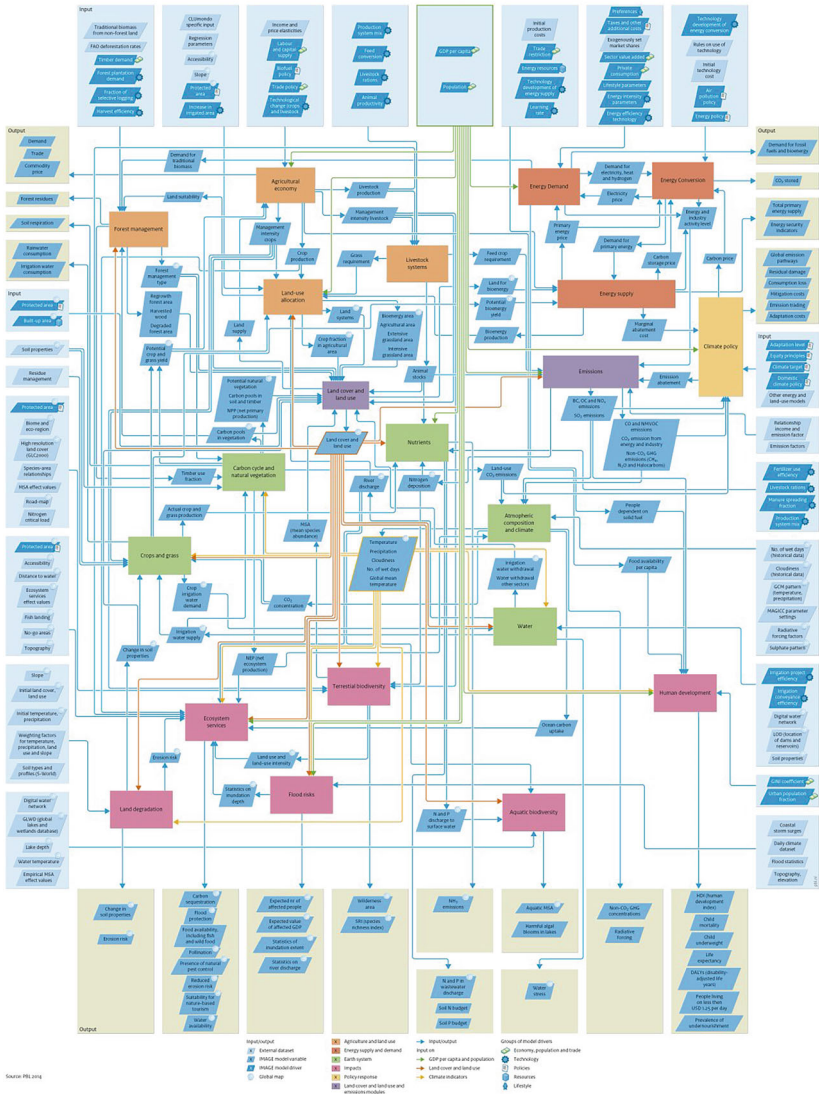 Input
Traditional biomass
from non-forest land
FAO deforestation rates
Timber demand
Forest plantation
demand
Fraction of
selective logging
Harvest efficiency
CLUmondo
specific input
Regression
parameters
Accessibility
Slope
Protected
area
Increase in
irrigated area
Income and
price elasticities
Labour
and capital
supply
Biofuel
policy
Trade policy
Technological
change (crops
and livestock)
Production
system mix
Feed
conversion
Livestock
rations
Animal
productivity
GDP per capita
Population
Initial
production
costs
Trade
restriction
Energy resources
Technology
development of
energy supply
Learning
rate
Preferences
Taxes and other
additional costs
Exogenously set
market shares
Sector value added
Private
consumption
Lifestyle parameters
Energy intensity
parameters
Energy efficiency
technology
Technology
development of
energy conversion
Rules on use of
technology
Initial
technology
cost
Air
pollution
policy
Energy policy
Output
Demand
Trade
Commodity
price
Forest residues
Soil respiration
Rainwater
consumption
Irrigation water
consumption
Demand for
traditional
biomass
Land suitability
Agricultural
economy
Livestock
production
Management
intensity livestock
Forest management
Management
intensity
crops
Crop
production
Gross
requirement
Livestock
systems
Forest
management
type
Regrowth
forest area
Harvested
wood
Degraded
forest area
Land-use
allocation
Land
supply
Land
systems
Crop fraction
in agricultural
area
Bioenergy area
Agricultural area
Extensive
grassland area
Intensive
grassland area
Feed crop
requirement
Land for
bioenergy
Potential
bioenergy
yield
Bioenergy
production
Animal
stocks
Energy Demand
Demand for
electricity, heat
and hydrogen
Electricity
price
Energy Conversion
Primary
energy
price
Demand for
primary energy
Energy and
industry
activity level
Carbon
storage price
Carbon price
Energy supply
Marginal
abatement
cost
Climate policy
Emissions
Emission
abatement
Output
Demand for fossil
fuels and bioenergy
CO₂ stored
Total primary
energy supply
Energy security
indicators
Global emission
pathways
Residual damage
Consumption loss
Mitigation costs
Emission trading
Adaptation costs
Input
Adaptation level
Equity principles
Climate target
Domestic
climate policy
Other energy and
land-use models
Relationship
income and
emission factor
Emission factors
Fertilizer use
efficiency
Livestock rations
Manure spreading
fraction
Production
system mix
No. of wet days
(historical data)
Cloudiness
(historical data)
GCM pattern
(temperature,
precipitation)
MAGICC parameter
settings
Radiative
forcing factors
Sulphate pattern
Irrigation project
efficiency
Irrigation
conveyance
efficiency
Digital water
network
LOD (location
of dams and
reservoirs)
Soil properties
GINI coefficient
Urban population
fraction
Coastal
storm surges
Daily climate
dataset
Flood statistics
Topography,
elevation
Input
Protected area
Built-up area
Soil properties
Residue
management
Protected area
Biome and
eco-region
High resolution
land cover
(GLC2000)
Species-area
relationships
MSA effect values
Road-map
Nitrogen
critical load
Protected area
Accessibility
Distance to water
Ecosystem
services
effect values
Fish landing
No-go areas
Topography
Slope
Initial land cover,
land use
Initial temperature,
precipitation
Weighting factors
for temperature,
precipitation, land
use and slope
Soil types and
profiles (S-World)
Digital water
network
GLWD (global
lakes and
wetlands database)
Lake depth
Water temperature
Empirical MSA
effect values
Potential
crop and
grass yield
Potential natural
vegetation
Carbon pools in
soil and timber
NPP (net primary
production)
Carbon pools
in vegetation
Land cover and
land use
Land cover and
land use
Carbon cycle and
natural vegetation
Timber use
fraction
Nutrients
River
discharge
Nitrogen
deposition
BC, OC and NOₓ
emissions
SO₂ emissions
CO and NMVOC
emissions
CO₂ emission from
energy and industry
Non-CO₂ GHG
emissions (CH₄,
N₂O and Halocarbons)
Land-use
CO₂ emissions
Atmopheric
composition
and climate
People
dependent on
solid fuel
Food availability
per capita
Actual crop and
grass production
MSA
(mean species
abundance)
Temperature
Precipitation
Cloudiness
No. of wet days
Global mean
temperature
Crops and grass
Crop
irrigation
water
demand
CO₂
concentration
Irrigation
water withdrawal
Water withdrawal
other sectors
Water
Irrigation
water supply
Change in soil
properties
NEP (net
ecosystem
production)
Terrestrial biodiversity
Human development
Ecosystem
services
Ocean carbon
uptake
Erosion risk
Land use and
land-use intensity
Statistics on
inundation
depth
Flood risks
Land degradation
N and P
discharge to
surface water
Aquatic biodiversity
Change in
soil properties
Erosion risk
Output
Carbon
sequestration
Flood
protection
Food availability,
including fish
and wild food
Pollination
Presence of natural
pest control
Reduced
erosion risk
Suitability for
nature-based
tourism
Water
availability
Expected nr of
affected people
Expected value
of affected GDP
Statistics of
inundation extent
Statistics on
river discharge
Wilderness
area
SRI (species
richness index)
NH₃
emissions
N and P in
wastewater
discharge
Soil N budget
Soil P budget
Aquatic MSA
Harmful algal
blooms in lakes
Water
stress
Non-CO₂ GHG
concentrations
Radiative
forcing
HDI (human
development
index)
Child
mortality
Child
underweight
Life
expectancy
DALYs (disability-
adjusted life
years)
People living
on less then
USD 1.25 per day
Prevalence of
undernourishment
Input/output
External dataset
IMAGE model variable
IMAGE model driver
Global map
Agriculture and land use
Energy supply and demand
Earth system
Impacts
Policy response
Land-cover and land use and
emissions modules
Input/output
Input on
GDP per capita and population
Land cover and land use
Climate indicators
Groups of model drivers
Economy, population and trade
Technology
Policies
Resources
Lifestyle
Source: PBL 2014